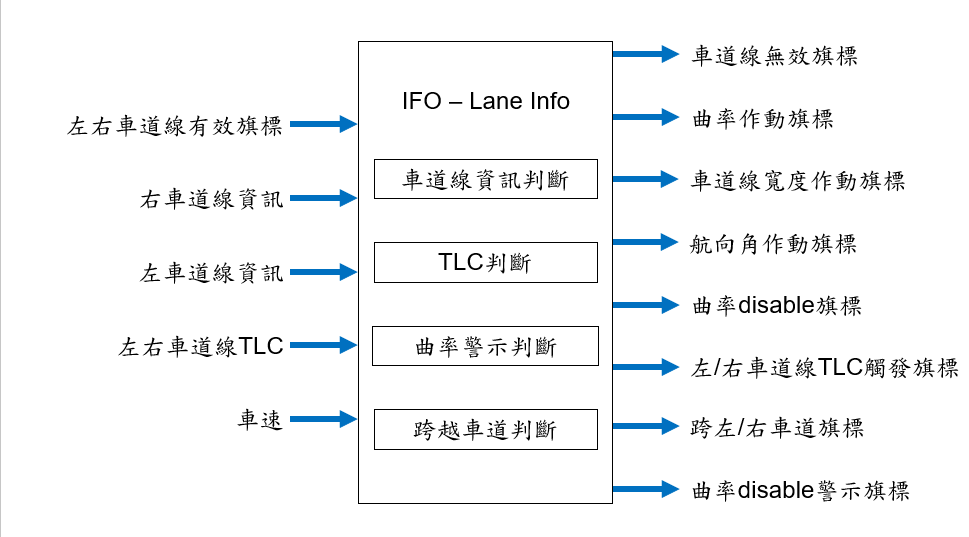 左右車道線有效旗標
右車道線資訊
左車道線資訊
左右車道線TLC
車速
IFO – Lane Info
車道線資訊判斷
TLC判斷
曲率警示判斷
跨越車道判斷
車道線無效旗標
曲率作動旗標
車道線寬度作動旗標
航向角作動旗標
曲率disable旗標
左/右車道線TLC觸發旗標
跨左/右車道旗標
曲率disable警示旗標